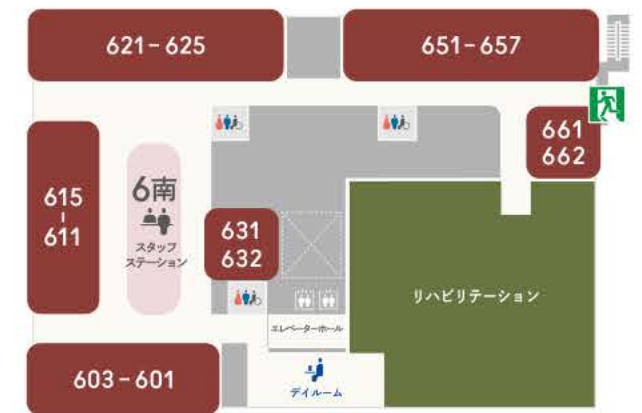 621-625
651-657
661
662
615
-
611
6南
スタッフ
ステーション
631
632
リハビリテーション
エレベーターホール
603-601
デイルーム